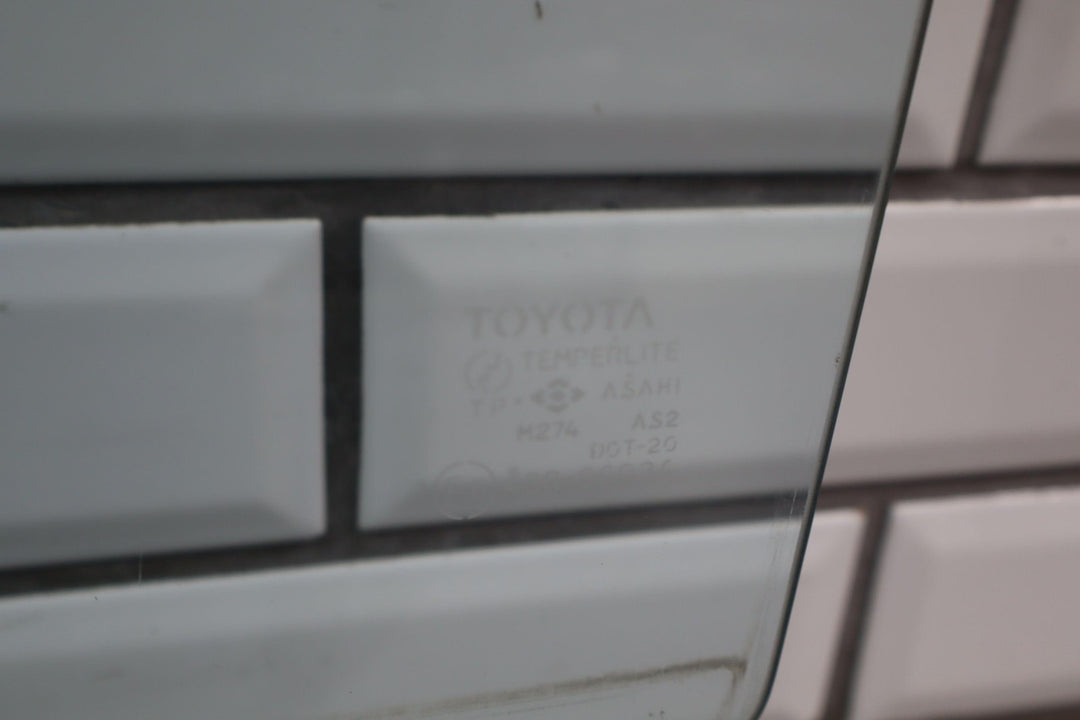 TOYOTA
TEMPERLITE
TP ASAHI
M274 AS2
DOT-20